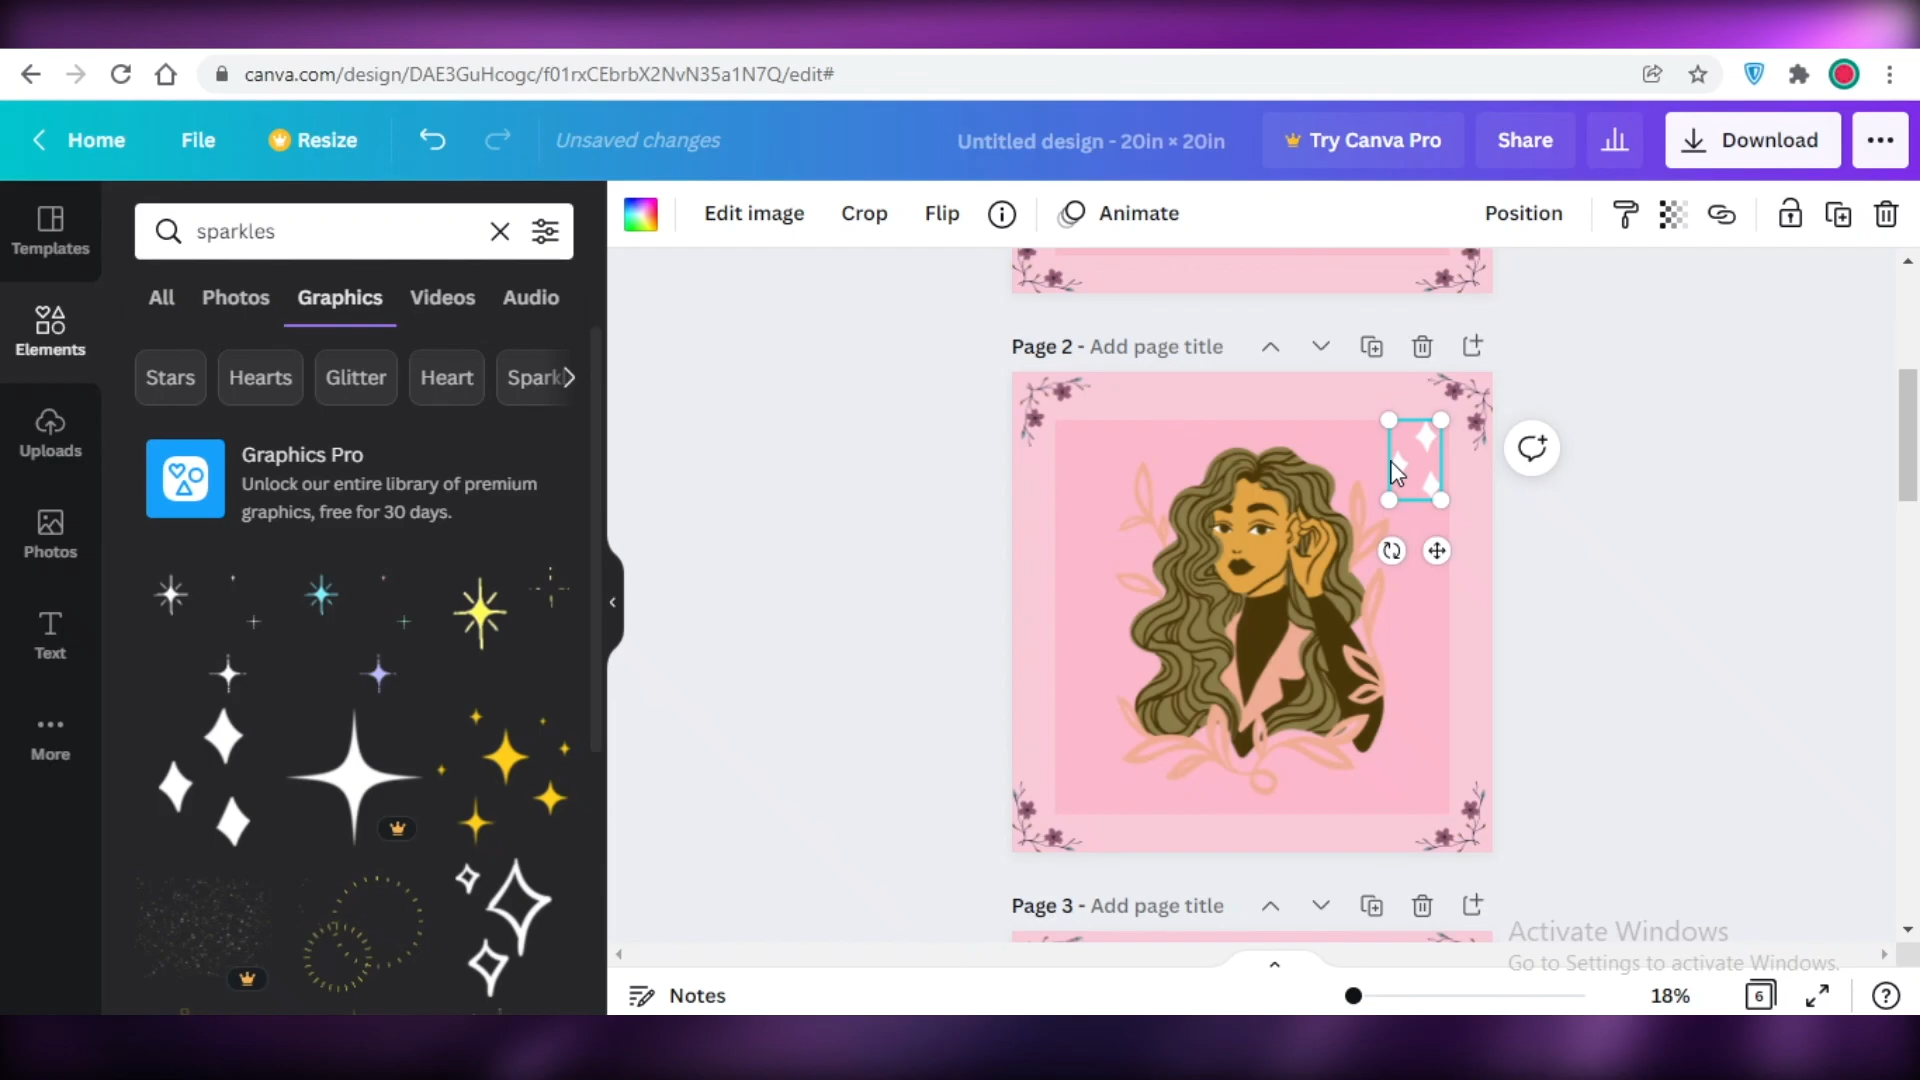 canva.com/design/DAE3GuHcogc/f01rxCEbrbX2NvN35a1N7Q/edit#
Home File Resize Unsaved changes Untitled design - 20in × 20in Try Canva Pro Share Download
Templates
Elements
Uploads
Photos
Text
More
sparkles
All Photos Graphics Videos Audio
Stars Hearts Glitter Heart Spark
Graphics Pro
Unlock our entire library of premium
graphics, free for 30 days.
Edit image Crop Flip Animate Position
Page 2 - Add page title
Page 3 - Add page title
Activate Windows
Go to Settings to activate Windows.
Notes 18% 6